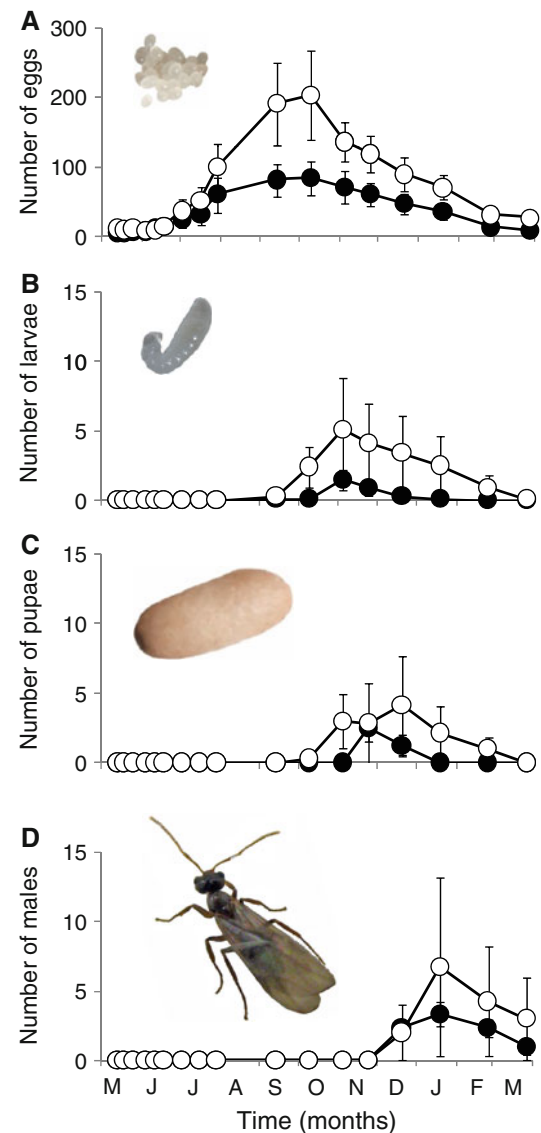 A
Number of eggs
300
200
100
0
B
Number of larvae
15
10
5
0
C
Number of pupae
15
10
5
0
D
Number of males
15
10
5
0
M J J A S O N D J F M
Time (months)